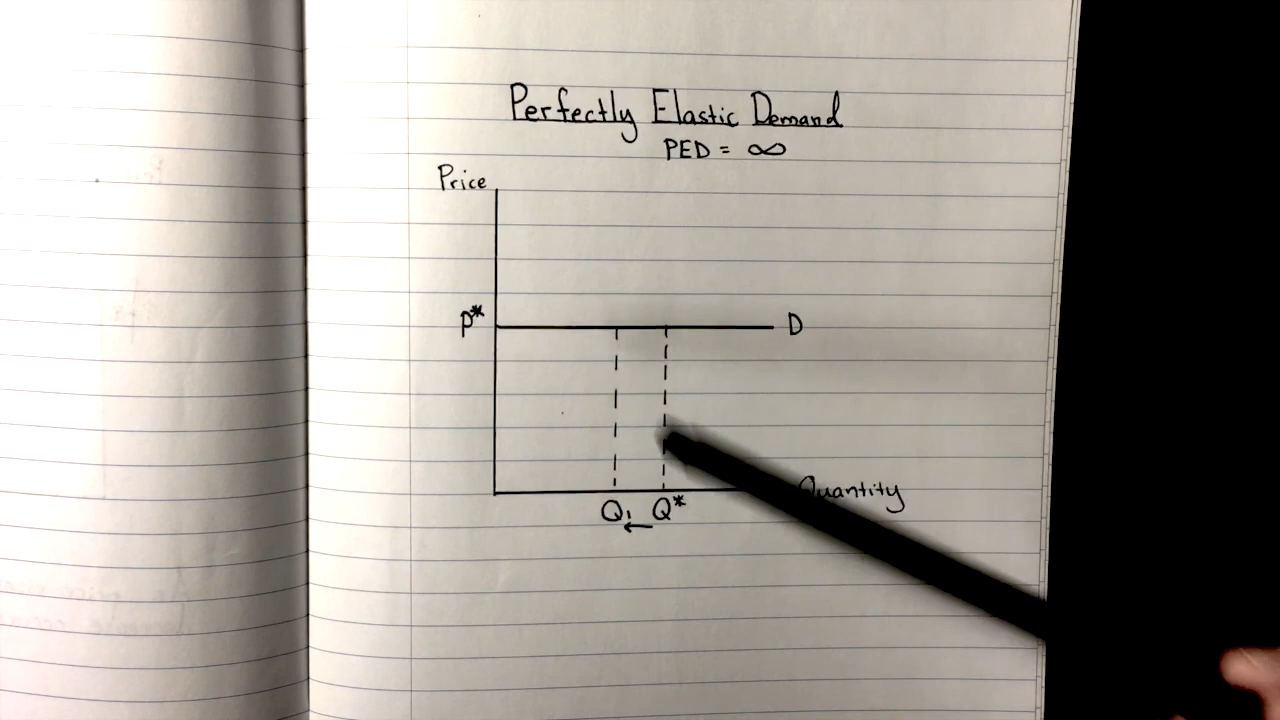 Perfectly Elastic Demand
PED = ∞
Price
P*
D
Quantity
Q₁ ← Q*